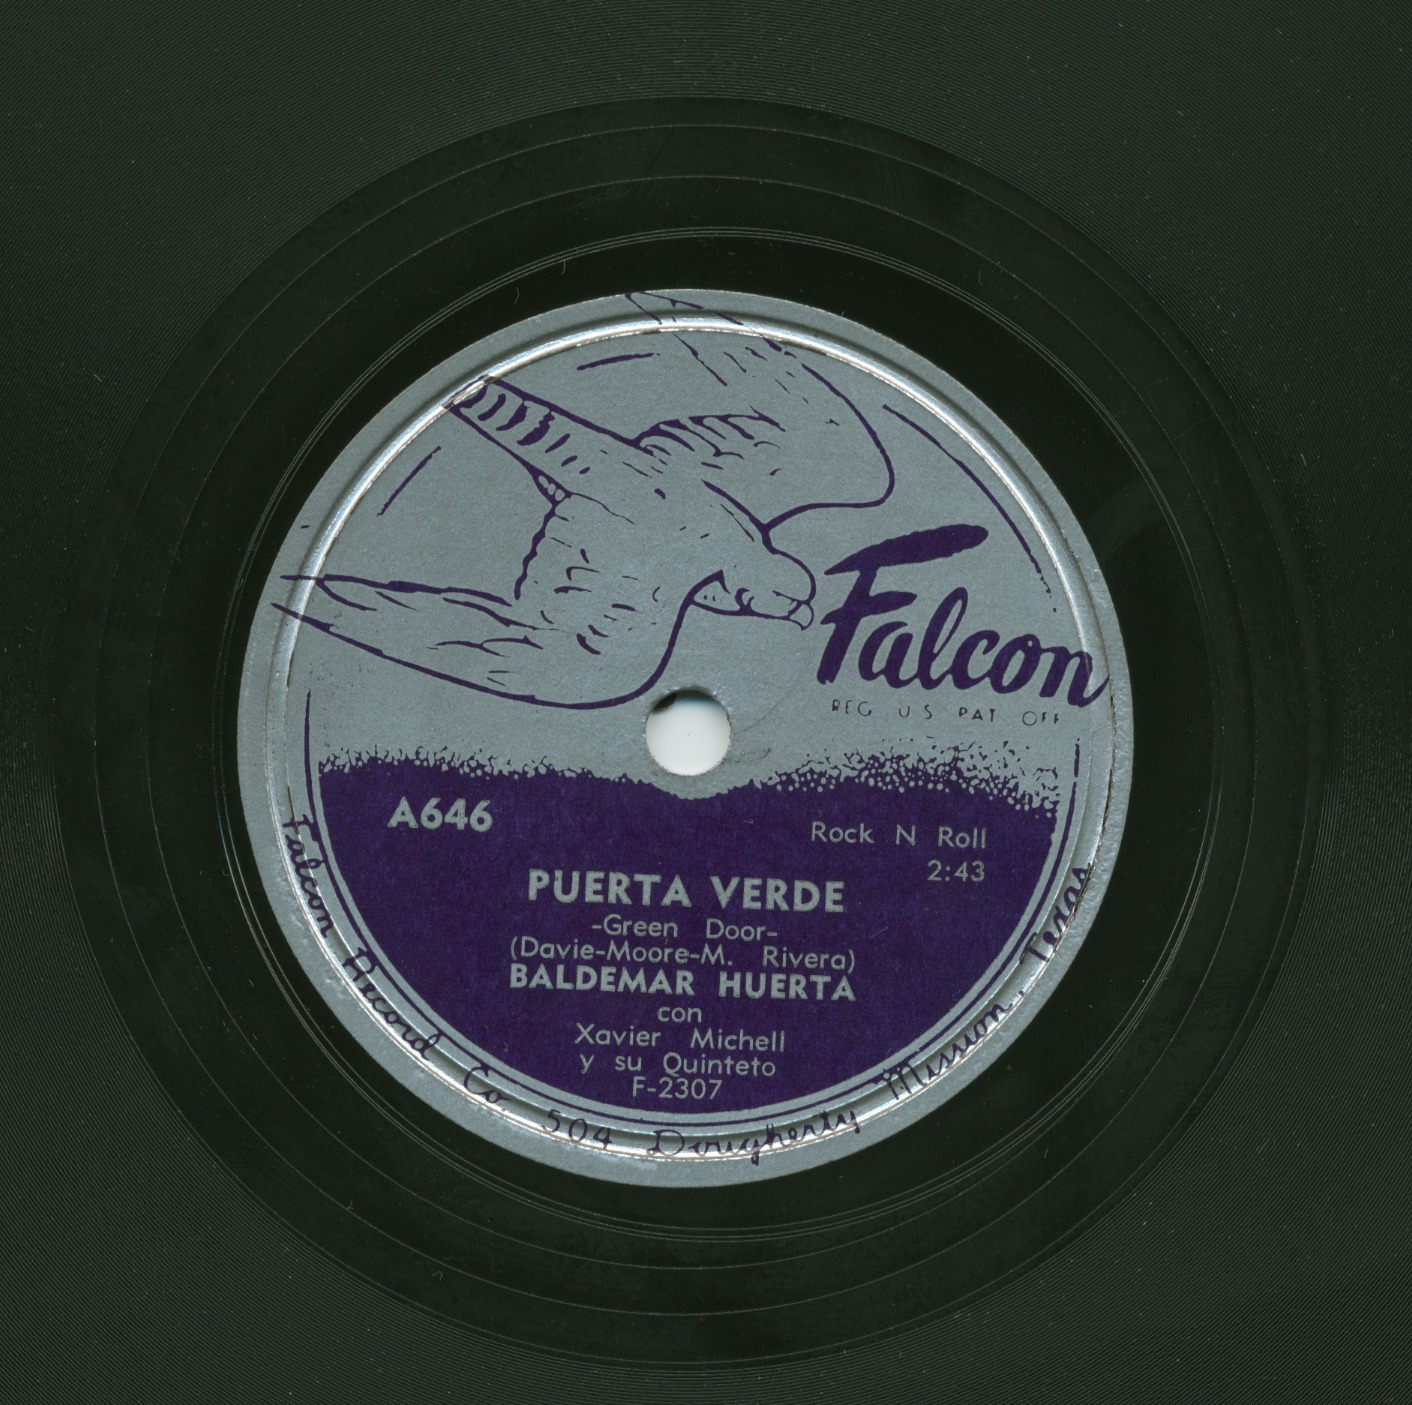 Falcon
REG U S PAT OFF
A646
Rock N Roll
2:43
PUERTA VERDE
-Green Door-
(Davie-Moore-M. Rivera)
BALDEMAR HUERTA
con
Xavier Michell
y su Quinteto
F-2307
Falcon Record Co. 504 Dougherty Mission, Texas